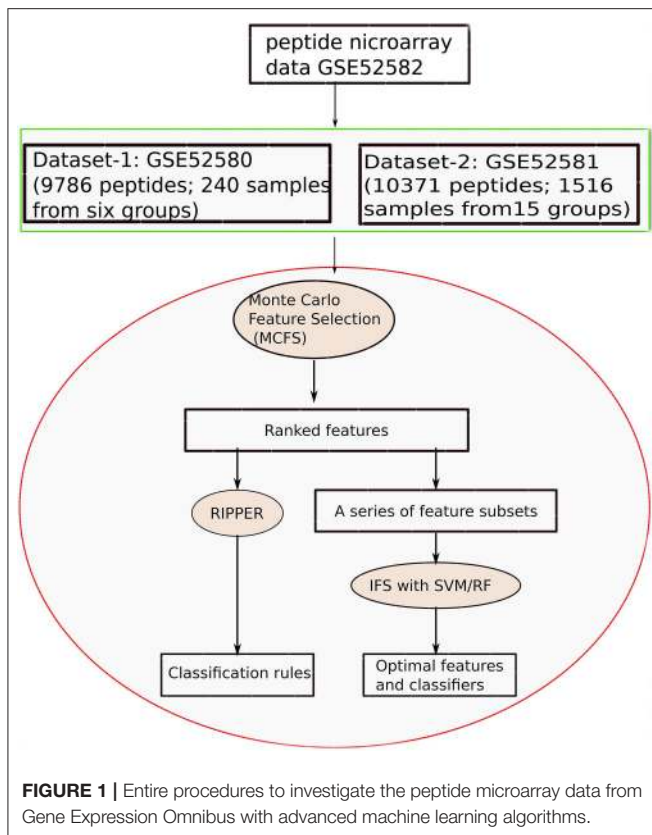 peptide nicroarray
data GSE52582
Dataset-1: GSE52580
(9786 peptides; 240 samples
from six groups)
Dataset-2: GSE52581
(10371 peptides; 1516
samples from15 groups)
Monte Carlo
Feature Selection
(MCFS)
Ranked features
RIPPER
A series of feature subsets
IFS with SVM/RF
Classification rules
Optimal features
and classifiers
FIGURE 1 | Entire procedures to investigate the peptide microarray data from
Gene Expression Omnibus with advanced machine learning algorithms.